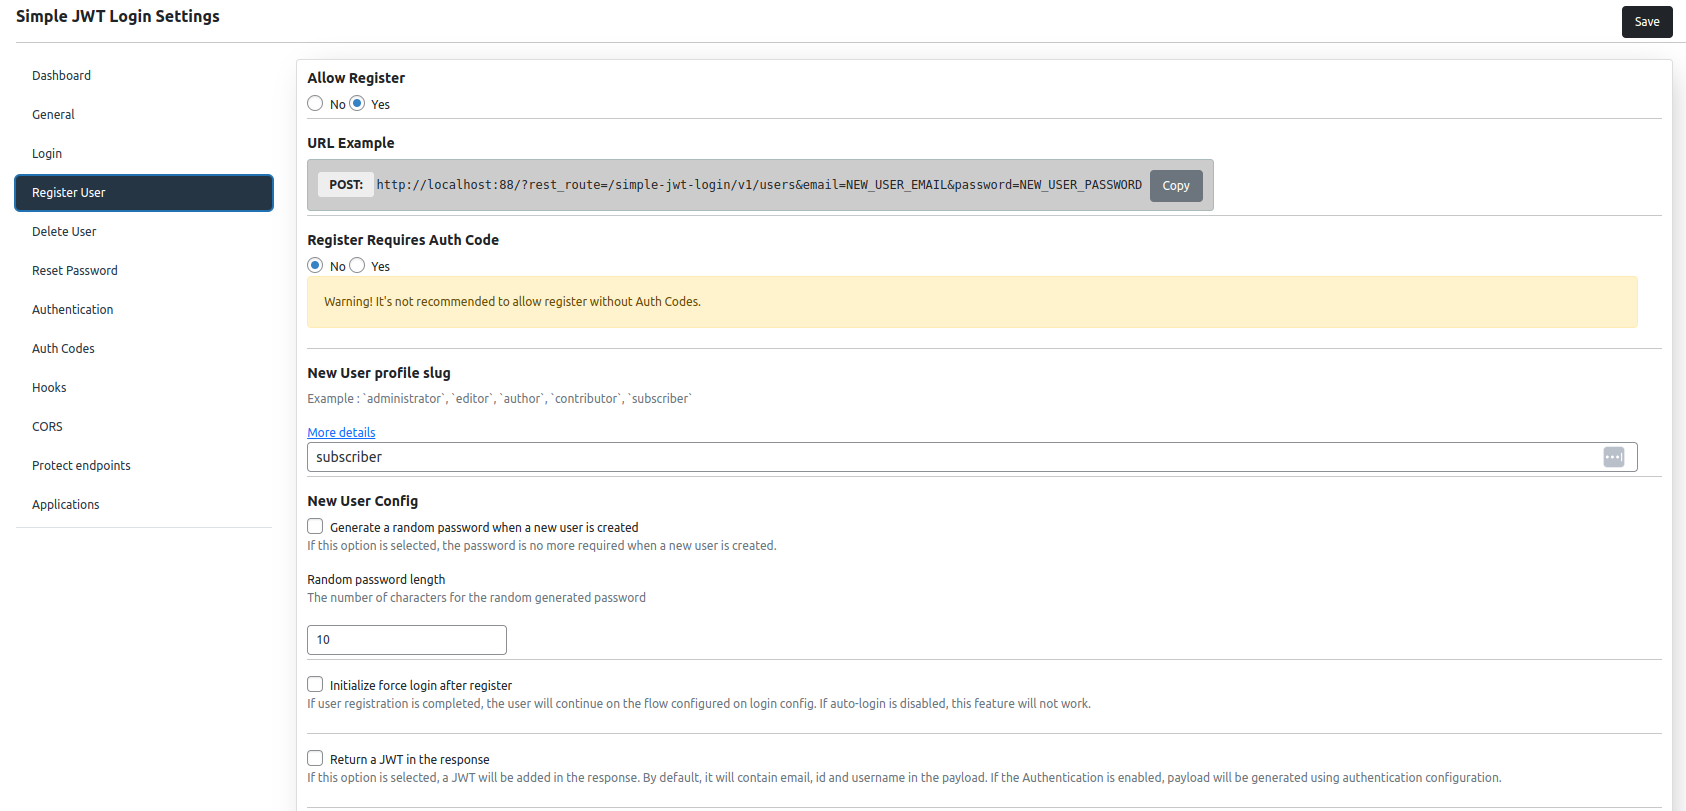 Simple JWT Login Settings
Save
Dashboard
General
Login
Register User
Delete User
Reset Password
Authentication
Auth Codes
Hooks
CORS
Protect endpoints
Applications
Allow Register
No Yes
URL Example
POST: http://localhost:88/?rest_route=/simple-jwt-login/v1/users&email=NEW_USER_EMAIL&password=NEW_USER_PASSWORD Copy
Register Requires Auth Code
No Yes
Warning! It's not recommended to allow register without Auth Codes.
New User profile slug
Example : `administrator`, `editor`, `author`, `contributor`, `subscriber`
More details
subscriber
New User Config
Generate a random password when a new user is created
If this option is selected, the password is no more required when a new user is created.
Random password length
The number of characters for the random generated password
10
Initialize force login after register
If user registration is completed, the user will continue on the flow configured on login config. If auto-login is disabled, this feature will not work.
Return a JWT in the response
If this option is selected, a JWT will be added in the response. By default, it will contain email, id and username in the payload. If the Authentication is enabled, payload will be generated using authentication configuration.